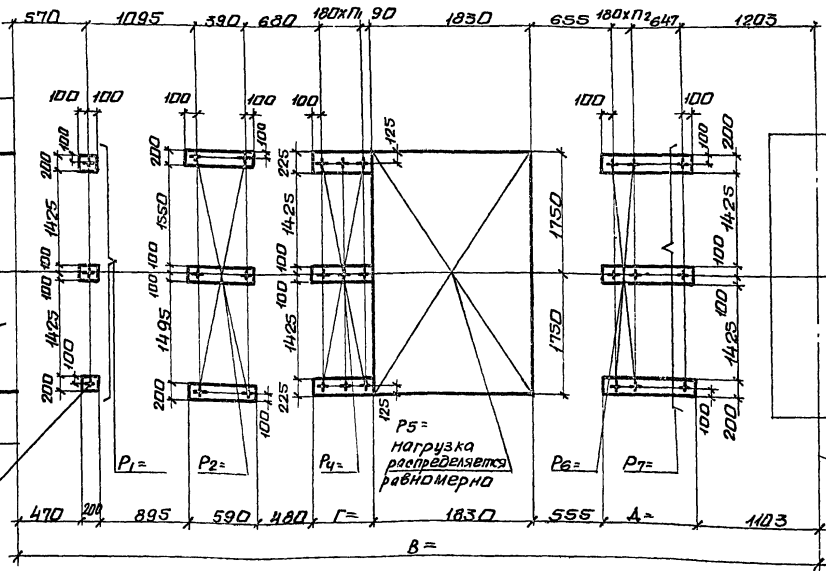 570 1095 390 680 180хП1 90 1830 655 180хП2 647 1203
100 100 100 100 100 100 100
100 100 125 100
200 200 225 200
1425 1550 1425 1750 1425
100 100 100 100
100 100 100 100
1425 1495 1425 1750 1425
100
200 200 100 225 125 100 200
P1= P2= P4=
P5=
нагрузка
распределяется
равномерно
P6= P7=
470 200 895 590 480 Г= 1830 555 Д= 1103
В=